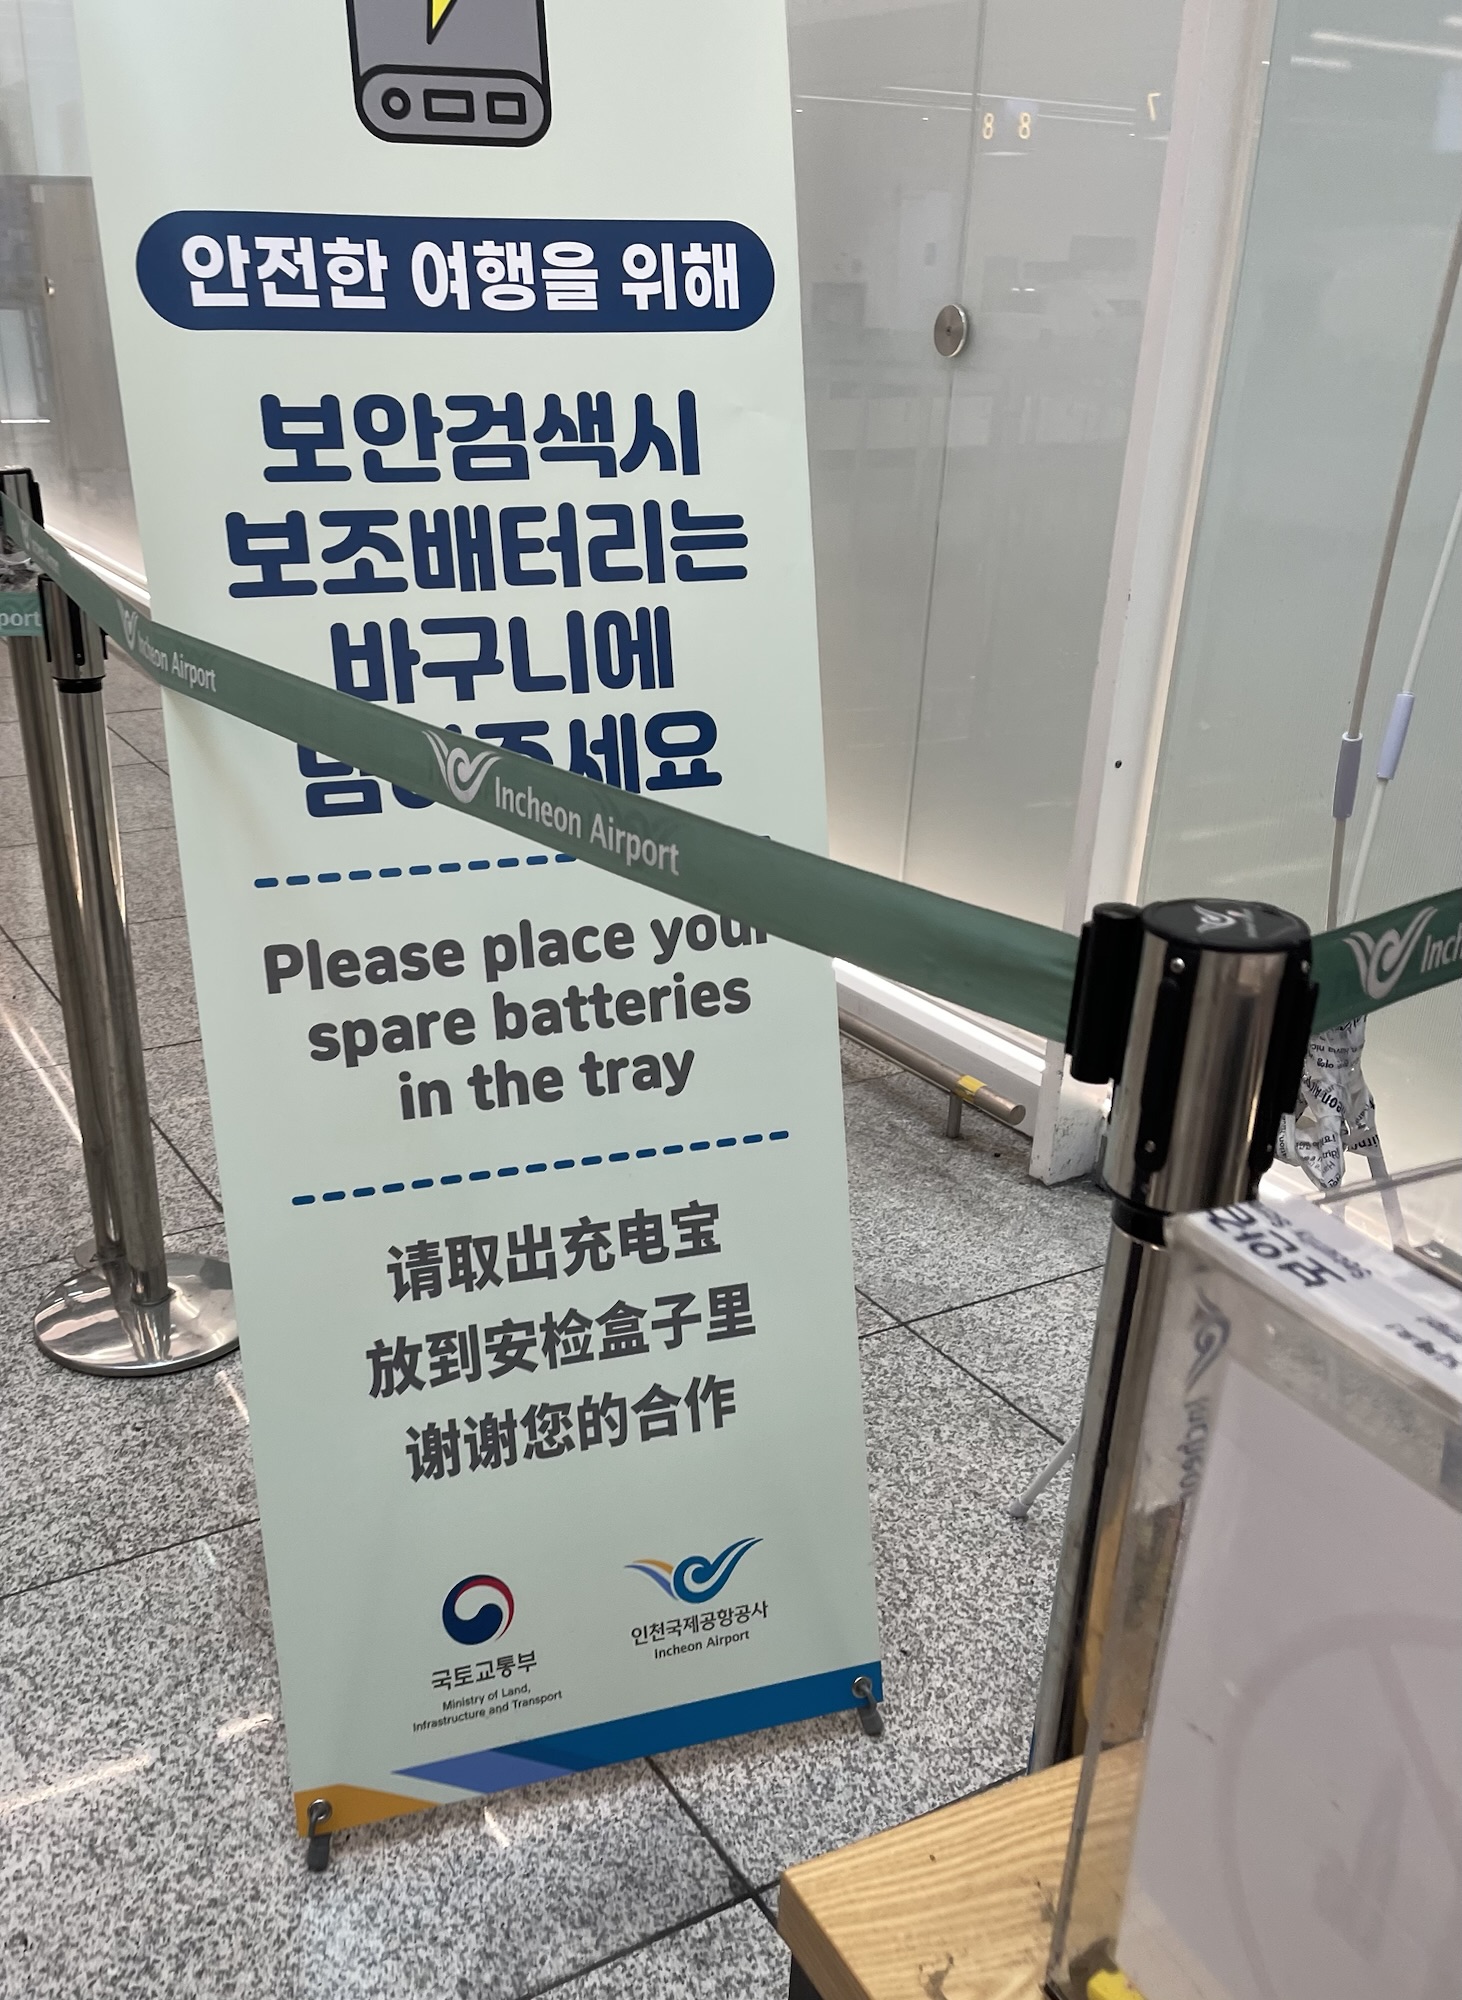 안전한 여행을 위해
보안검색시
보조배터리는
바구니에
Please place your
spare batteries
in the tray
请取出充电宝
放到安检盒子里
谢谢您的合作
국토교통부
Ministry of Land,
Infrastructure and Transport
인천국제공항공사
Incheon Airport
Incheon Airport
Incheon Airport
port